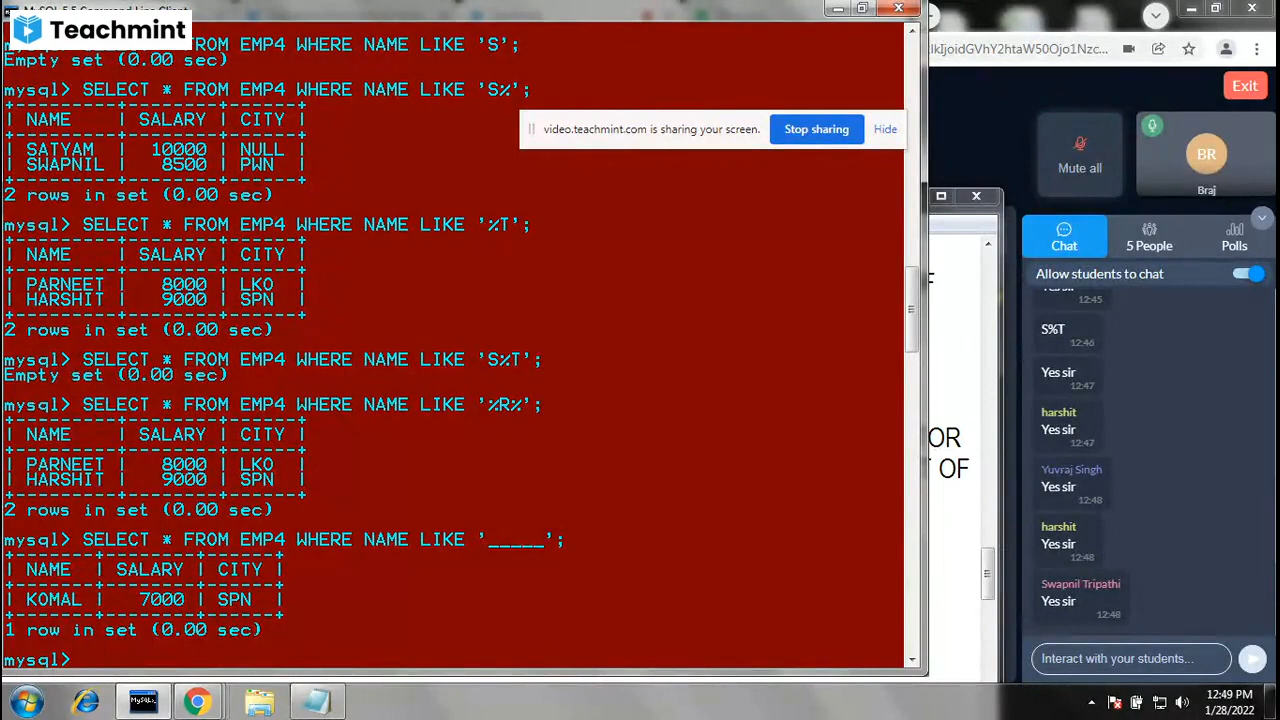 MySQL 5.5 Command Line Client
Teachmint
mysql> SELECT * FROM EMP4 WHERE NAME LIKE 'S';
Empty set (0.00 sec)
mysql> SELECT * FROM EMP4 WHERE NAME LIKE 'S%';
| NAME | SALARY | CITY |
| SATYAM | 10000 | NULL |
| SWAPNIL | 8500 | PWN |
2 rows in set (0.00 sec)
mysql> SELECT * FROM EMP4 WHERE NAME LIKE '%T';
| NAME | SALARY | CITY |
| PARNEET | 8000 | LKO |
| HARSHIT | 9000 | SPN |
2 rows in set (0.00 sec)
mysql> SELECT * FROM EMP4 WHERE NAME LIKE 'S%T';
Empty set (0.00 sec)
mysql> SELECT * FROM EMP4 WHERE NAME LIKE '%R%';
| NAME | SALARY | CITY |
| PARNEET | 8000 | LKO |
| HARSHIT | 9000 | SPN |
2 rows in set (0.00 sec)
mysql> SELECT * FROM EMP4 WHERE NAME LIKE '_____';
| NAME | SALARY | CITY |
| KOMAL | 7000 | SPN |
1 row in set (0.00 sec)
mysql>
video.teachmint.com is sharing your screen. Stop sharing Hide
OR
OF
Exit
Mute all
BR
Braj
Chat
5 People
Polls
Allow students to chat
12:45
S%T
12:46
Yes sir
12:47
harshit
Yes sir
12:47
Yuvraj Singh
Yes sir
12:48
harshit
Yes sir
12:48
Swapnil Tripathi
Yes sir
12:48
Interact with your students...
12:49 PM
1/28/2022